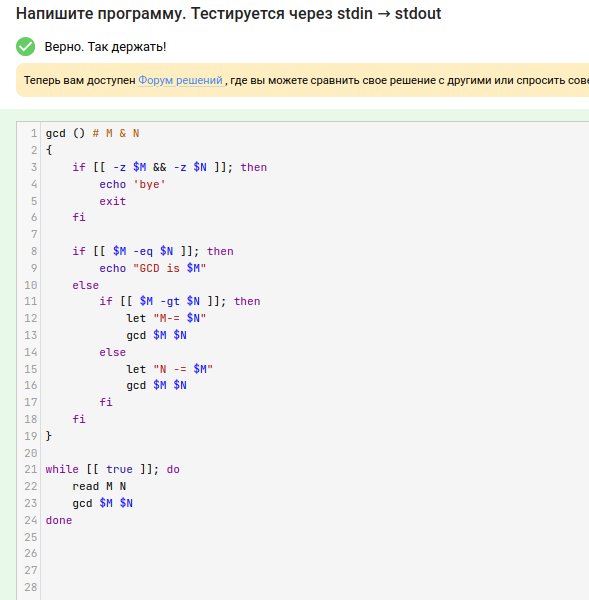 Напишите программу. Тестируется через stdin → stdout
Верно. Так держать!
Теперь вам доступен Форум решений, где вы можете сравнить свое решение с другими или спросить сове
1 gcd () # M & N
2 {
3     if [[ -z $M && -z $N ]]; then
4         echo 'bye'
5         exit
6     fi
7
8     if [[ $M -eq $N ]]; then
9         echo "GCD is $M"
10     else
11         if [[ $M -gt $N ]]; then
12             let "M-= $N"
13             gcd $M $N
14         else
15             let "N -= $M"
16             gcd $M $N
17         fi
18     fi
19 }
20
21 while [[ true ]]; do
22     read M N
23     gcd $M $N
24 done
25
26
27
28